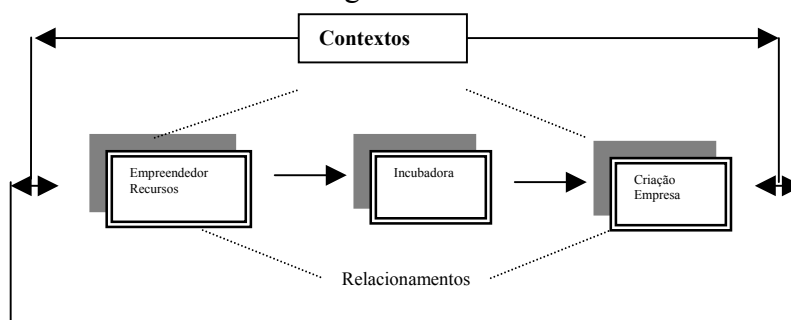 Contextos
Empreendedor
Recursos
Incubadora
Criação
Empresa
Relacionamentos